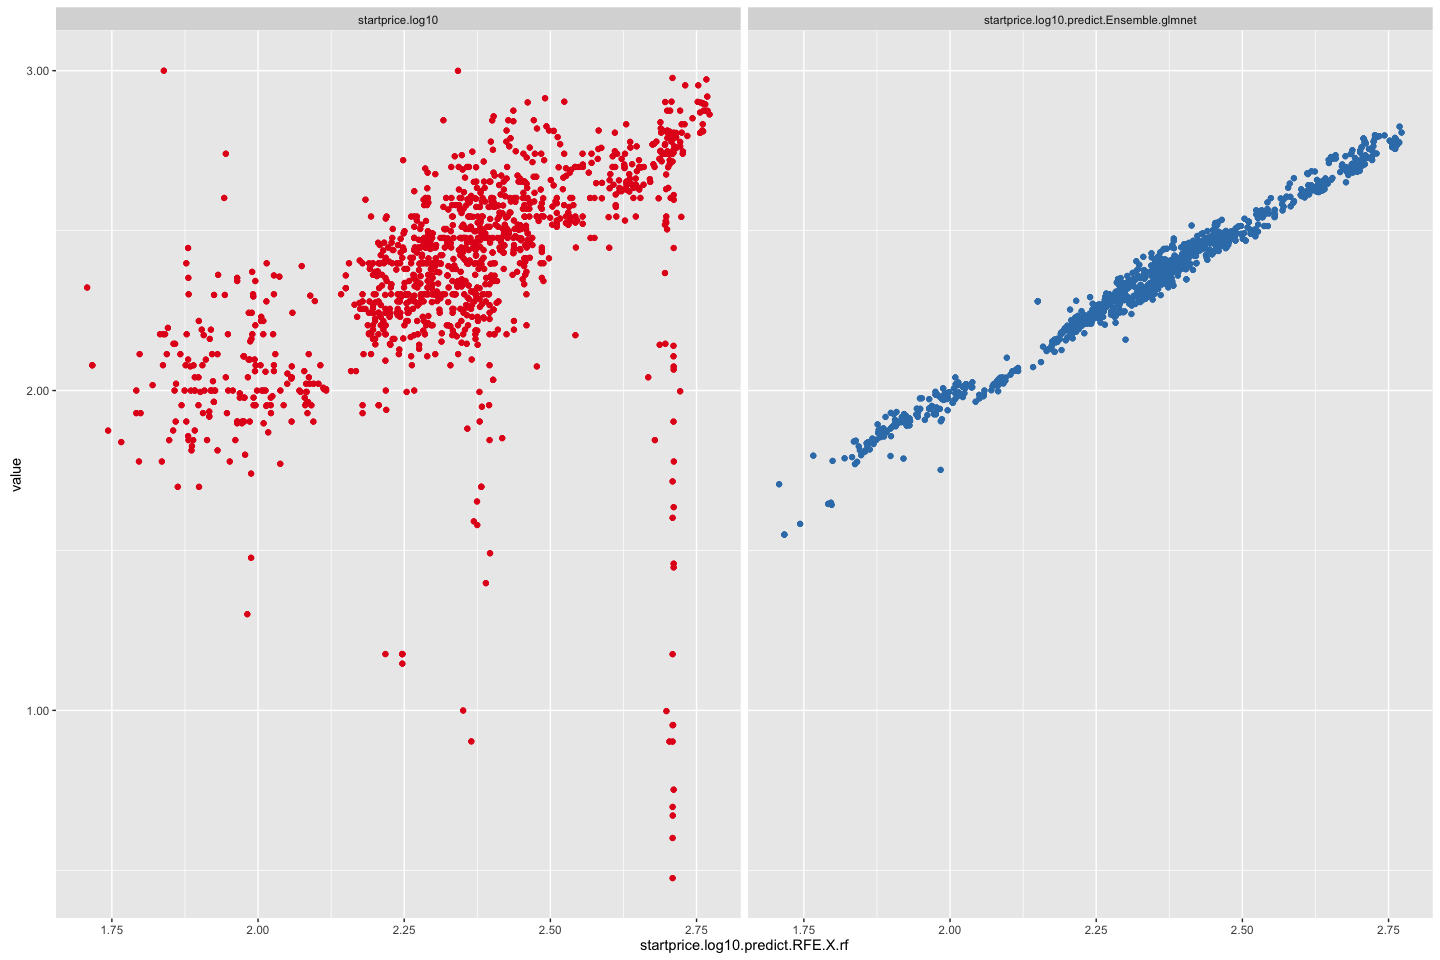 startprice.log10
startprice.log10.predict.Ensemble.glmnet
value
3.00
2.00
1.00
1.75 2.00 2.25 2.50 2.75
1.75 2.00 2.25 2.50 2.75
startprice.log10.predict.RFE.X.rf